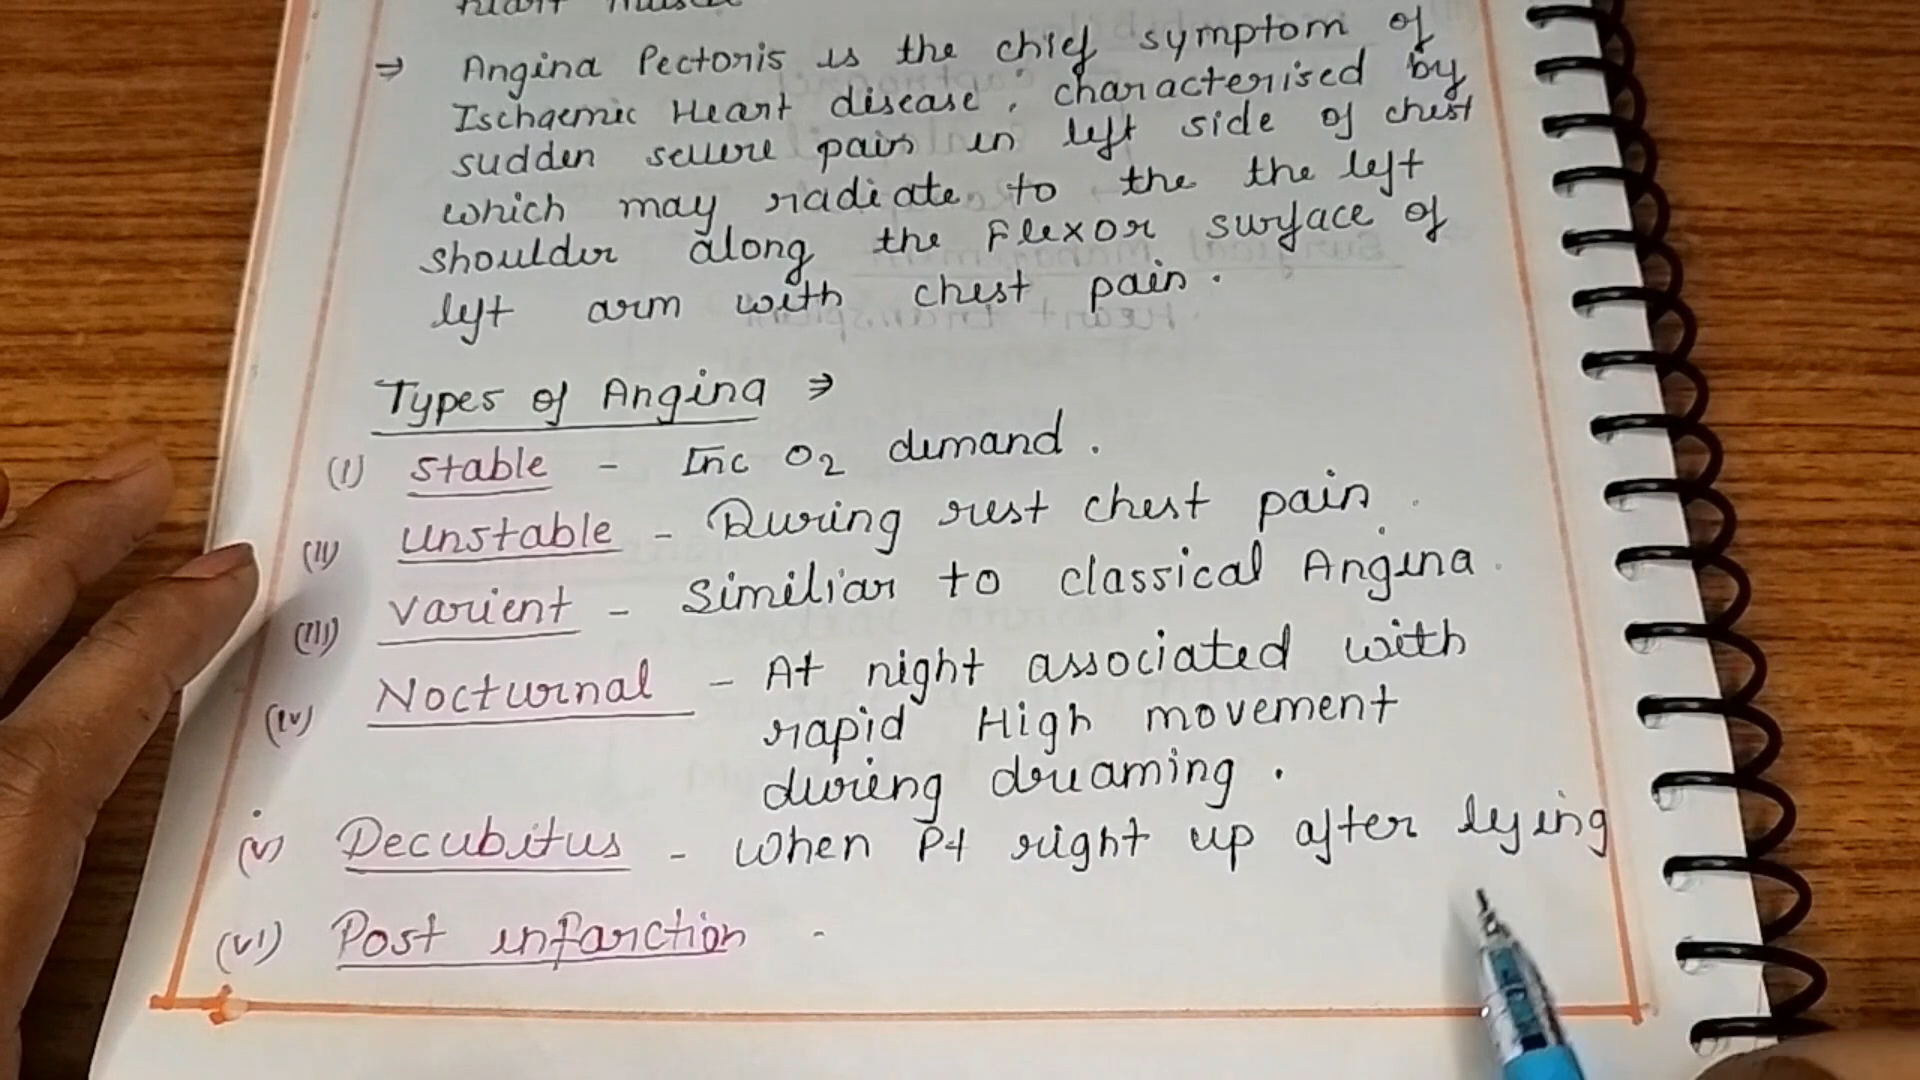 ⇒ Angina Pectoris is the chief symptom of
Ischaemic Heart disease, characterised by
sudden severe pain in left side of chest
which may radiate to the the left
shoulder along the Flexor surface of
left arm with chest pain.
Types of Angina ⇒
(I) stable - Inc O2 demand.
(II) unstable - During rest chest pain.
(III) varient - similiar to classical Angina.
(IV) Nocturnal - At night associated with
rapid High movement
during dreaming.
(v) Decubitus - when Pt right up after lying
(VI) Post infarction -